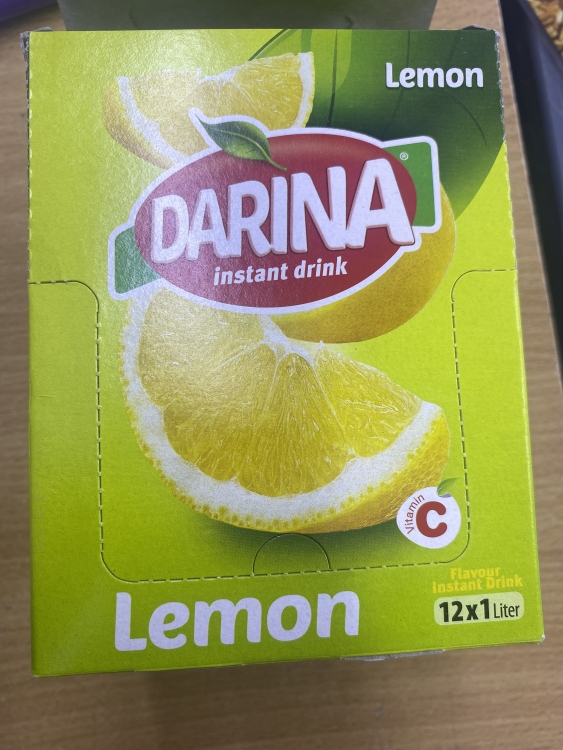 Lemon
DARINA
®
instant drink
Vitamin
C
Lemon
Flavour
Instant Drink
12x1 Liter